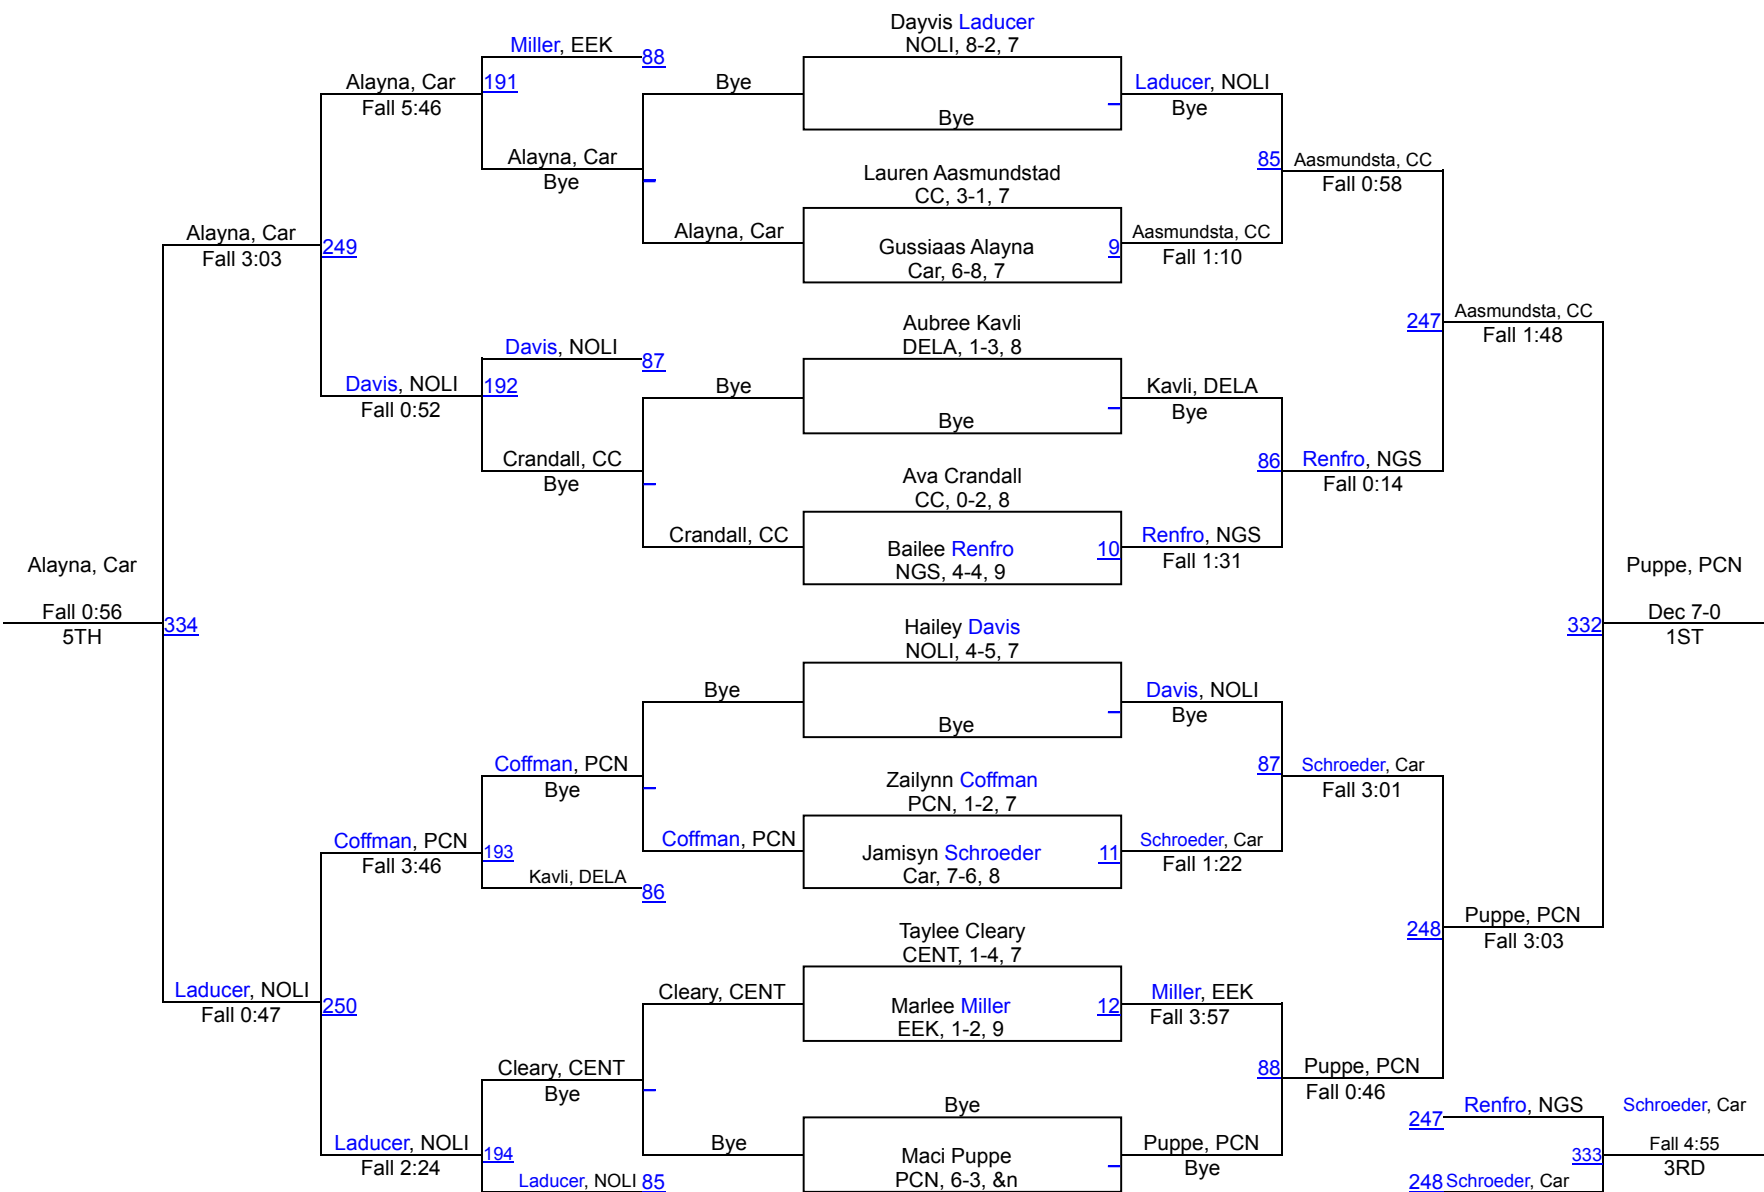 Dayvis Laducer
NOLI, 8-2, 7
Bye
Lauren Aasmundstad
CC, 3-1, 7
Gussiaas Alayna
Car, 6-8, 7
9
Aubree Kavli
DELA, 1-3, 8
Bye
Ava Crandall
CC, 0-2, 8
Bailee Renfro
NGS, 4-4, 9
10
Hailey Davis
NOLI, 4-5, 7
Bye
Zailynn Coffman
PCN, 1-2, 7
Jamisyn Schroeder
Car, 7-6, 8
11
Taylee Cleary
CENT, 1-4, 7
Marlee Miller
EEK, 1-2, 9
12
Bye
Maci Puppe
PCN, 6-3, &n
Laducer, NOLI
Bye
Aasmundsta, CC
Fall 1:10
Kavli, DELA
Bye
Renfro, NGS
Fall 1:31
Davis, NOLI
Bye
Schroeder, Car
Fall 1:22
Miller, EEK
Fall 3:57
Puppe, PCN
Bye
85
Aasmundsta, CC
Fall 0:58
86
Renfro, NGS
Fall 0:14
87
Schroeder, Car
Fall 3:01
88
Puppe, PCN
Fall 0:46
247
Aasmundsta, CC
Fall 1:48
248
Puppe, PCN
Fall 3:03
332
Puppe, PCN
Dec 7-0
1ST
247
Renfro, NGS
248
Schroeder, Car
333
Schroeder, Car
Fall 4:55
3RD
Bye
Alayna, Car
Bye
Crandall, CC
Bye
Coffman, PCN
Cleary, CENT
Bye
Miller, EEK
88
Alayna, Car
Bye
Davis, NOLI
87
Crandall, CC
Bye
Coffman, PCN
Bye
Kavli, DELA
86
Cleary, CENT
Bye
Laducer, NOLI
85
191
Alayna, Car
Fall 5:46
192
Davis, NOLI
Fall 0:52
193
Coffman, PCN
Fall 3:46
194
Laducer, NOLI
Fall 2:24
249
Alayna, Car
Fall 3:03
250
Laducer, NOLI
Fall 0:47
334
Alayna, Car
Fall 0:56
5TH